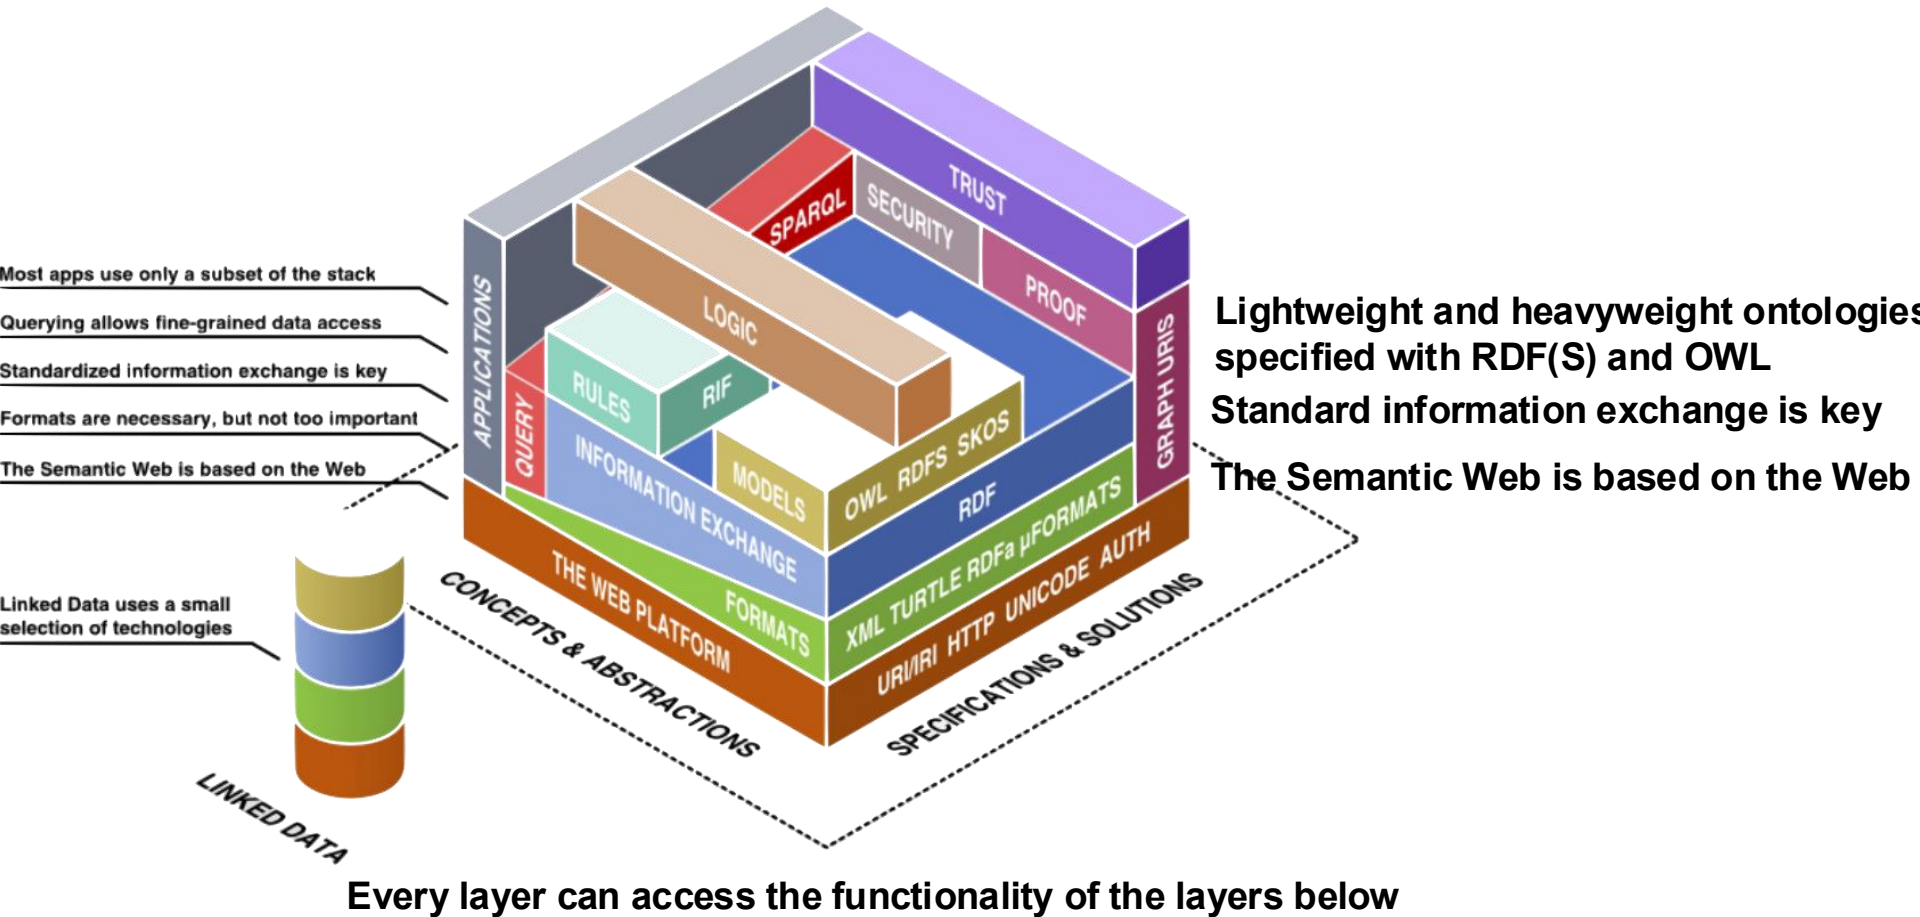 TRUST
SPARQL
SECURITY
PROOF
LOGIC
APPLICATIONS
RULES
RIF
QUERY
GRAPH URIS
INFORMATION EXCHANGE
MODELS
OWL RDFS SKOS
RDF
FORMATS
XML TURTLE RDFa μFORMATS
THE WEB PLATFORM
URI/IRI HTTP UNICODE AUTH
CONCEPTS & ABSTRACTIONS
SPECIFICATIONS & SOLUTIONS
Most apps use only a subset of the stack
Querying allows fine-grained data access
Standardized information exchange is key
Formats are necessary, but not too important
The Semantic Web is based on the Web
Linked Data uses a small
selection of technologies
LINKED DATA
Lightweight and heavyweight ontologies
specified with RDF(S) and OWL
Standard information exchange is key
The Semantic Web is based on the Web
Every layer can access the functionality of the layers below